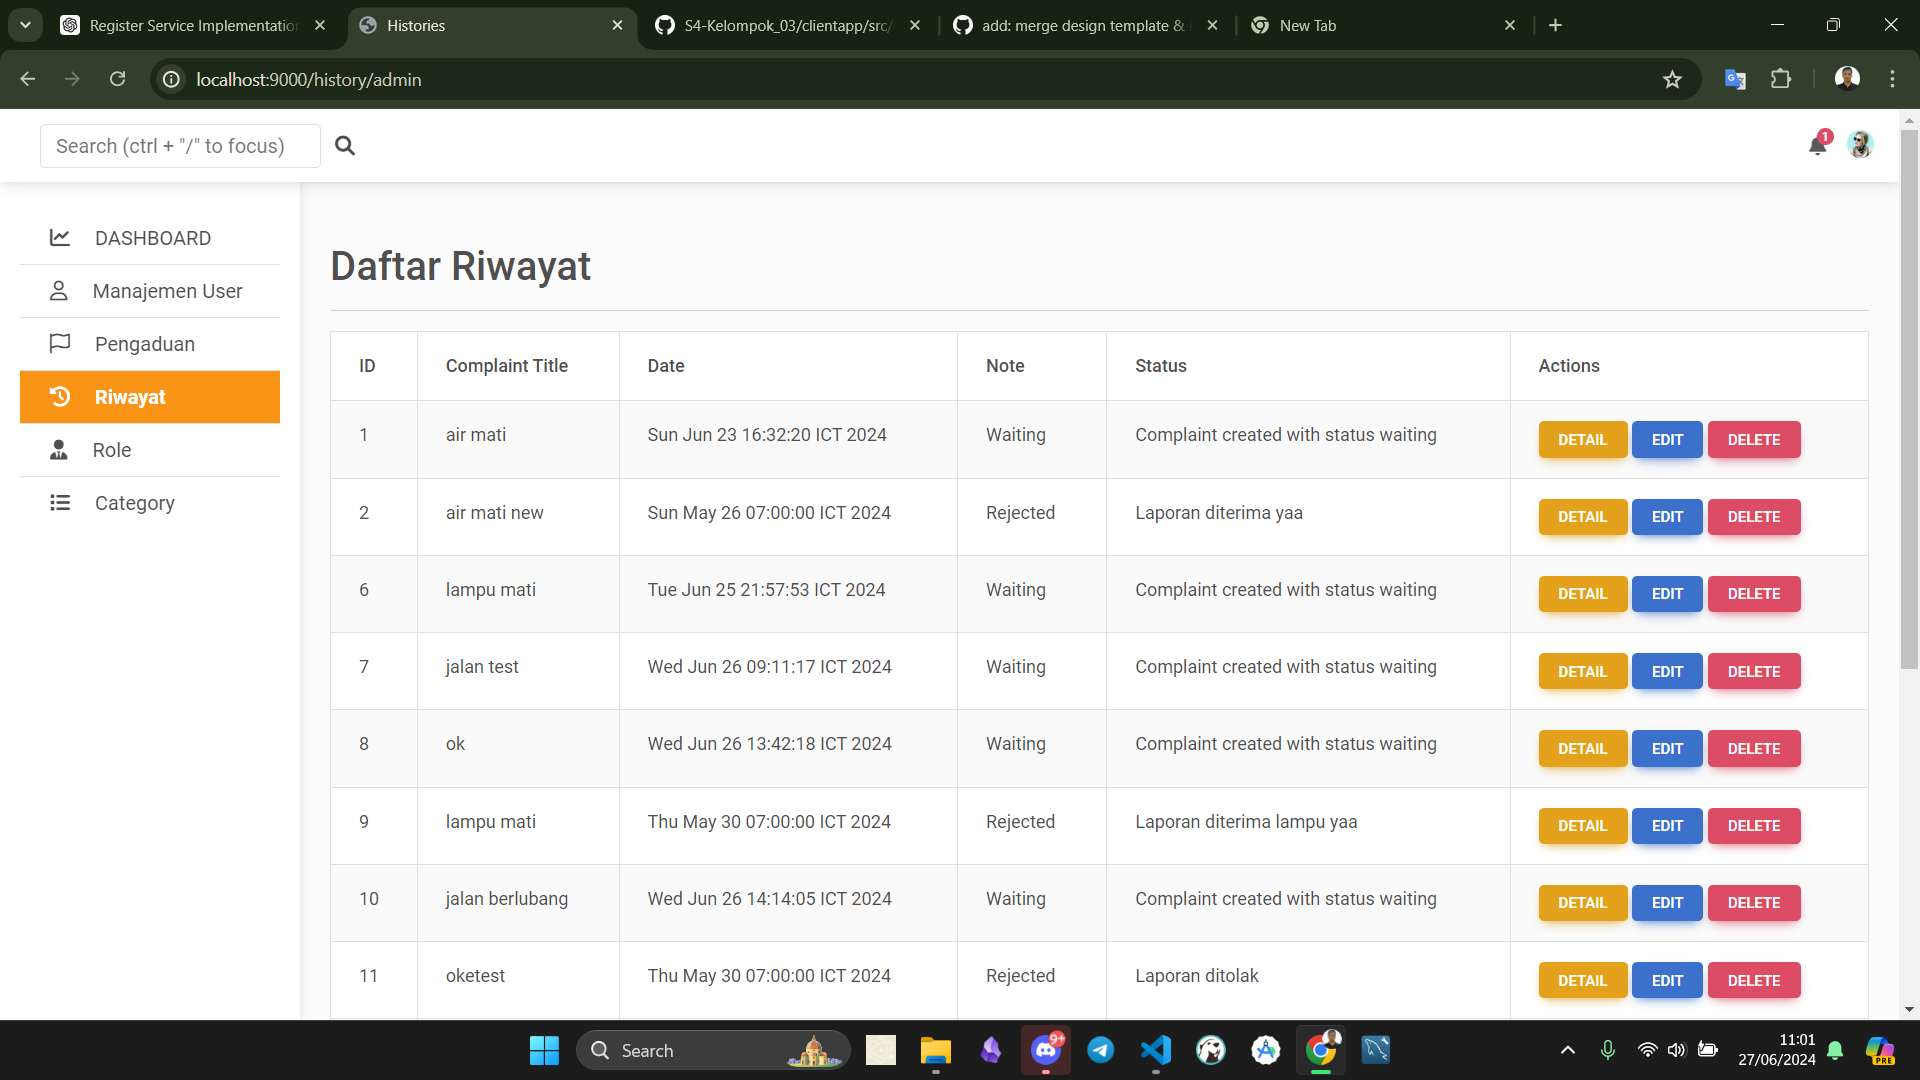 Register Service Implementation
Histories
S4-Kelompok_03/clientapp/src/
add: merge design template &
New Tab
localhost:9000/history/admin
Search (ctrl + "/" to focus)
1
DASHBOARD
Manajemen User
Pengaduan
Riwayat
Role
Category
Daftar Riwayat
ID Complaint Title Date Note Status Actions
1 air mati Sun Jun 23 16:32:20 ICT 2024 Waiting Complaint created with status waiting DETAIL EDIT DELETE
2 air mati new Sun May 26 07:00:00 ICT 2024 Rejected Laporan diterima yaa DETAIL EDIT DELETE
6 lampu mati Tue Jun 25 21:57:53 ICT 2024 Waiting Complaint created with status waiting DETAIL EDIT DELETE
7 jalan test Wed Jun 26 09:11:17 ICT 2024 Waiting Complaint created with status waiting DETAIL EDIT DELETE
8 ok Wed Jun 26 13:42:18 ICT 2024 Waiting Complaint created with status waiting DETAIL EDIT DELETE
9 lampu mati Thu May 30 07:00:00 ICT 2024 Rejected Laporan diterima lampu yaa DETAIL EDIT DELETE
10 jalan berlubang Wed Jun 26 14:14:05 ICT 2024 Waiting Complaint created with status waiting DETAIL EDIT DELETE
11 oketest Thu May 30 07:00:00 ICT 2024 Rejected Laporan ditolak DETAIL EDIT DELETE
Search
9+
11:01
27/06/2024
PRE